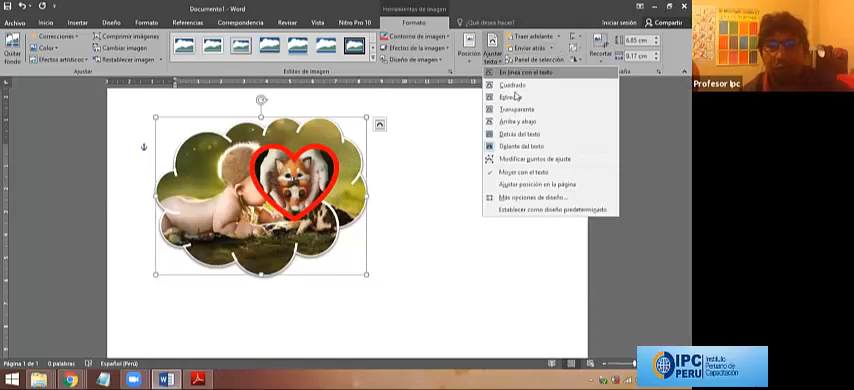 Documento1 - Word
Herramientas de imagen
Archivo Inicio Insertar Diseño Formato Referencias Correspondencia Revisar Vista Nitro Pro 10 Formato ¿Qué desea hacer? Iniciar sesión Compartir
Quitar fondo
Correcciones
Color
Efectos artísticos
Comprimir imágenes
Cambiar imagen
Restablecer imagen
Ajustar
Estilos de imagen
Contorno de imagen
Efectos de la imagen
Diseño de imagen
Posición
Ajustar texto
Traer adelante
Enviar atrás
Panel de selección
Recortar
6.85 cm
9.17 cm
En línea con el texto
Cuadrado
Transparente
Arriba y abajo
Detrás del texto
Delante del texto
Modificar puntos de ajuste
Mover con el texto
Ajustar posición en la página
Más opciones de diseño...
Establecer como diseño predeterminado
Profesor Ipc
IPC
PERU
Instituto
Peruano de
Capacitación
Página 1 de 1 0 palabras Español (Perú)